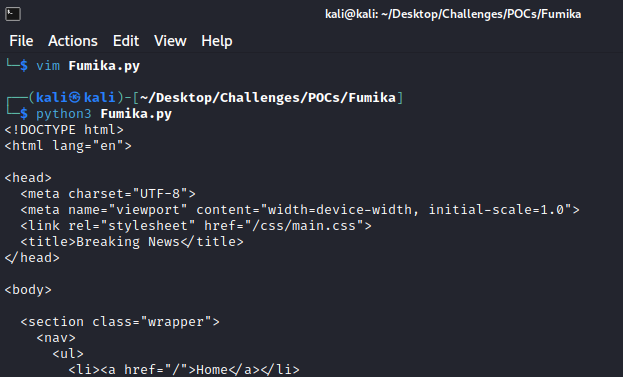 kali@kali: ~/Desktop/Challenges/POCs/Fumika
File Actions Edit View Help
└─$ vim Fumika.py
┌──(kali㉿kali)-[~/Desktop/Challenges/POCs/Fumika]
└─$ python3 Fumika.py
<!DOCTYPE html>
<html lang="en">
<head>
<meta charset="UTF-8">
<meta name="viewport" content="width=device-width, initial-scale=1.0">
<link rel="stylesheet" href="/css/main.css">
<title>Breaking News</title>
</head>
<body>
<section class="wrapper">
<nav>
<ul>
<li><a href="/">Home</a></li>